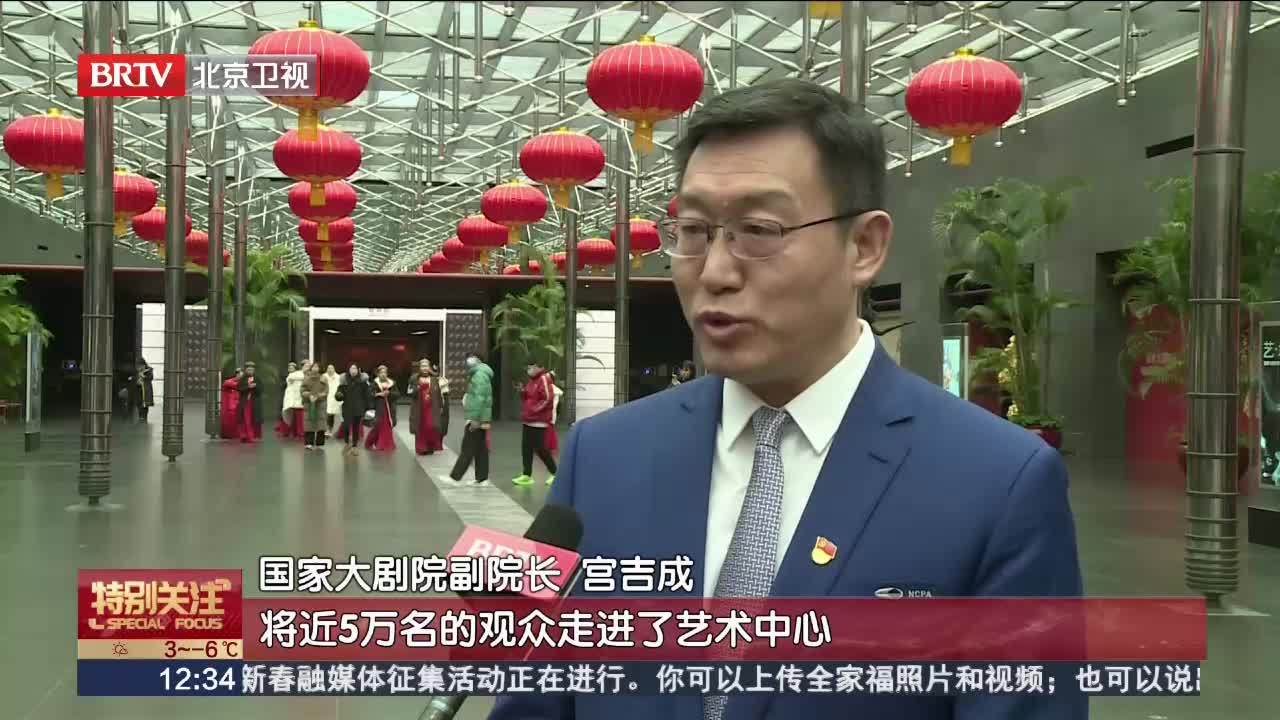 BRTV 北京卫视
艺
BRTV
NCPA
国家大剧院副院长 宫吉成
将近5万名的观众走进了艺术中心
特别关注
SPECIAL FOCUS
3~-6℃
12:34 新春融媒体征集活动正在进行。你可以上传全家福照片和视频；也可以说